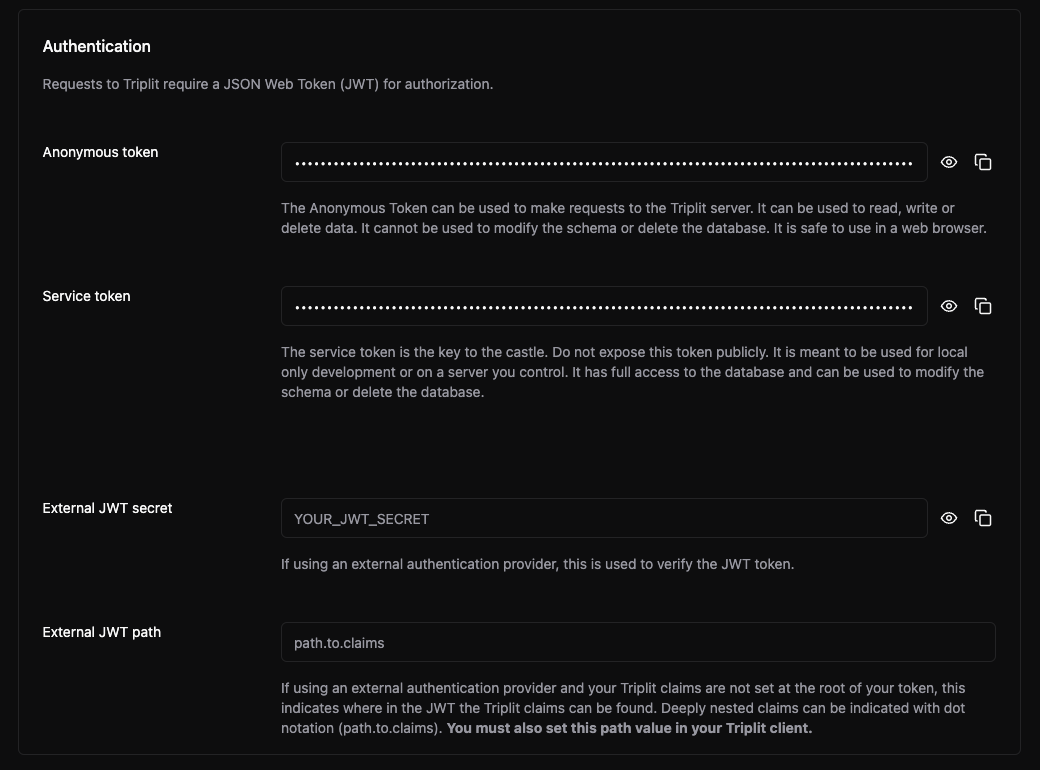 Authentication
Requests to Triplit require a JSON Web Token (JWT) for authorization.
Anonymous token
The Anonymous Token can be used to make requests to the Triplit server. It can be used to read, write or
delete data. It cannot be used to modify the schema or delete the database. It is safe to use in a web browser.
Service token
The service token is the key to the castle. Do not expose this token publicly. It is meant to be used for local
only development or on a server you control. It has full access to the database and can be used to modify the
schema or delete the database.
External JWT secret
YOUR_JWT_SECRET
If using an external authentication provider, this is used to verify the JWT token.
External JWT path
path.to.claims
If using an external authentication provider and your Triplit claims are not set at the root of your token, this
indicates where in the JWT the Triplit claims can be found. Deeply nested claims can be indicated with dot
notation (path.to.claims). You must also set this path value in your Triplit client.